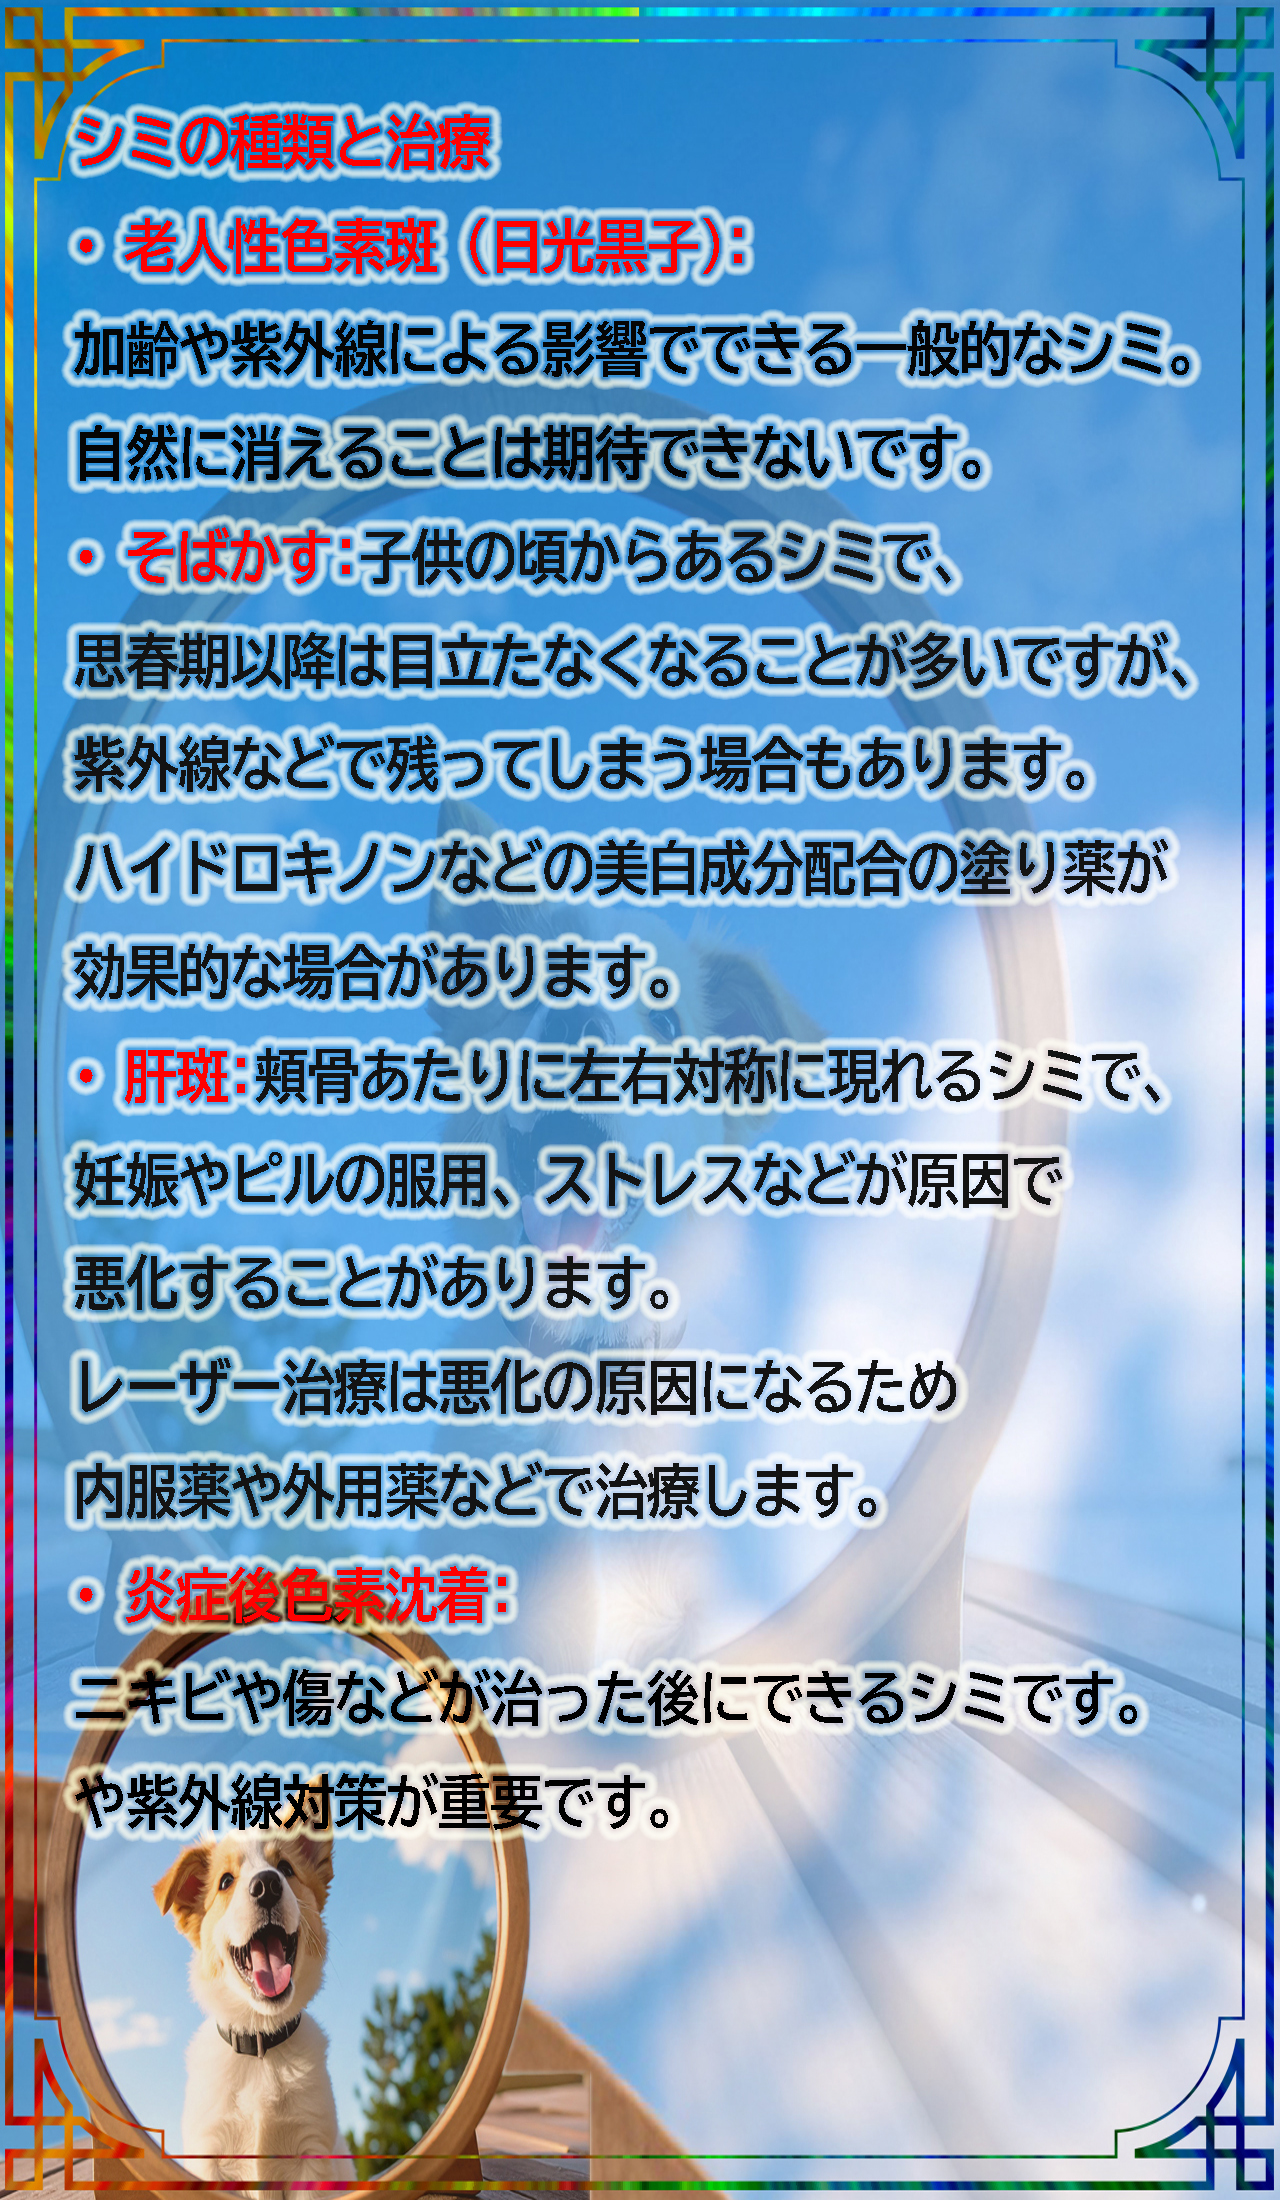 シミの種類と治療
• 老人性色素斑（日光黒子）:
加齢や紫外線による影響でできる一般的なシミ。
自然に消えることは期待できないです。
• そばかす:子供の頃からあるシミで、
思春期以降は目立たなくなることが多いですが、
紫外線などで残ってしまう場合もあります。
ハイドロキノンなどの美白成分配合の塗り薬が
効果的な場合があります。
• 肝斑:頬骨あたりに左右対称に現れるシミで、
妊娠やピルの服用、ストレスなどが原因で
悪化することがあります。
レーザー治療は悪化の原因になるため
内服薬や外用薬などで治療します。
• 炎症後色素沈着:
ニキビや傷などが治った後にできるシミです。
や紫外線対策が重要です。